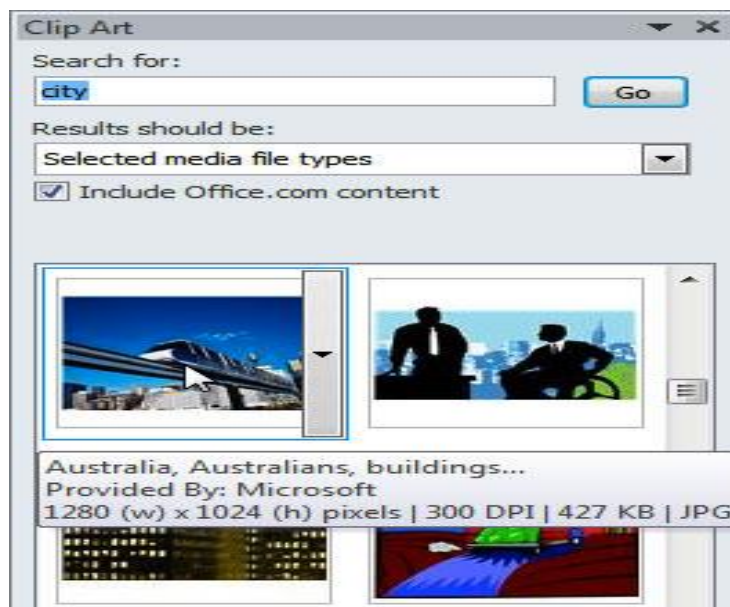 Clip Art
Search for:
city
Go
Results should be:
Selected media file types
Include Office.com content
Australia, Australians, buildings...
Provided By: Microsoft
1280 (w) x 1024 (h) pixels | 300 DPI | 427 KB | JPG